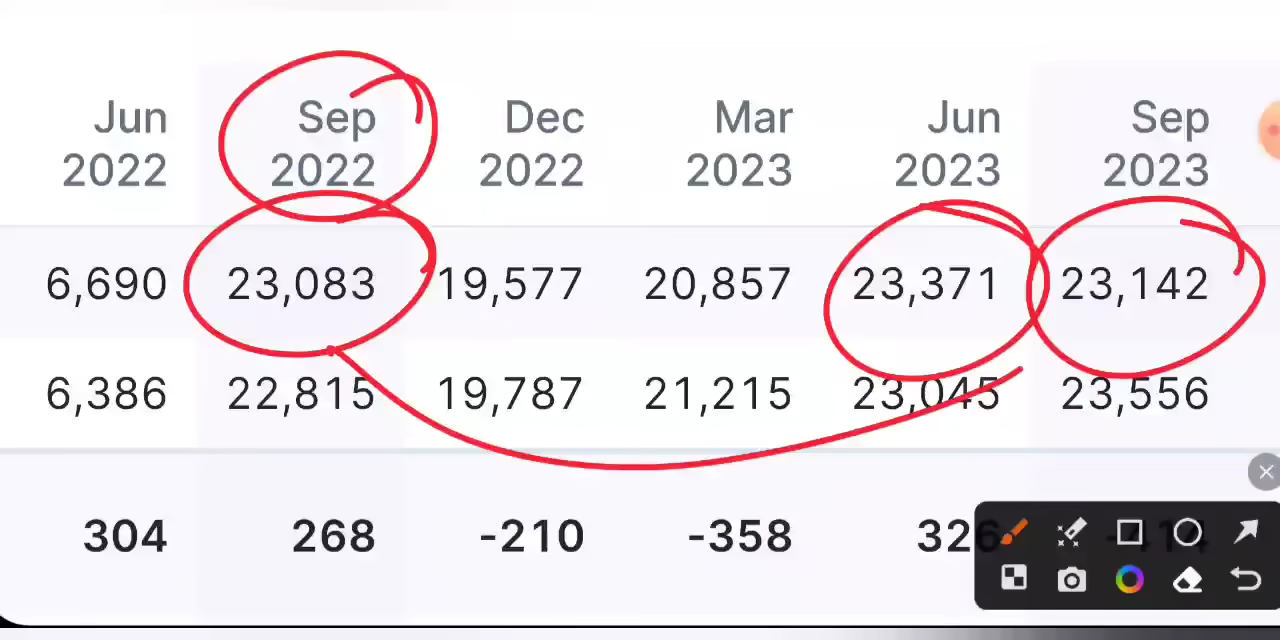 Jun Sep Dec Mar Jun Sep
2022 2022 2022 2023 2023 2023
6,690 23,083 19,577 20,857 23,371 23,142
6,386 22,815 19,787 21,215 23,045 23,556
304 268 -210 -358 326 -414